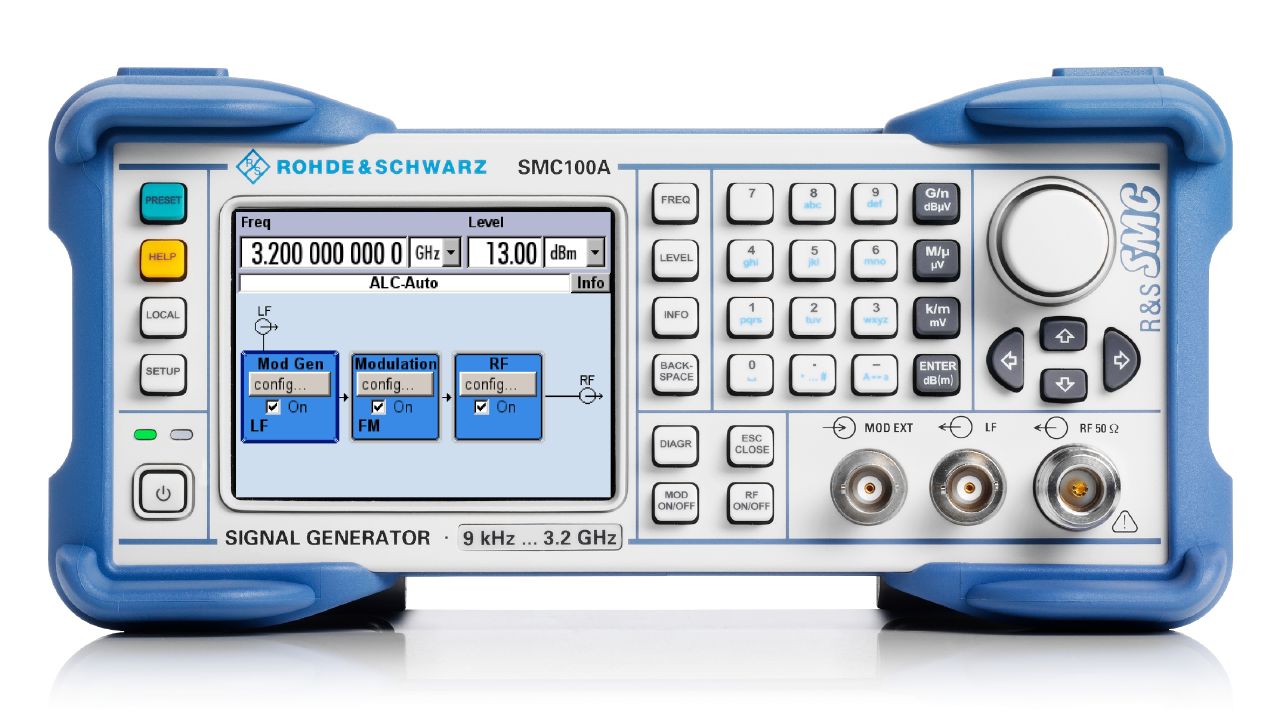 R&S ROHDE & SCHWARZ SMC100A
PRESET
HELP
LOCAL
SETUP
Freq Level
3.200 000 000 0 GHz 13.00 dBm
ALC-Auto Info
LF
Mod Gen Modulation RF
config... config... config...
On On On
LF FM
RF
SIGNAL GENERATOR · 9 kHz ... 3.2 GHz
FREQ
LEVEL
INFO
BACK-
SPACE
7 8 9 G/n
abc def dBµV
4 5 6 M/µ
ghi jkl mno µV
1 2 3 k/m
pqrs tuv wxyz mV
0 . – ENTER
␣ * ... # A↔a dB(m)
DIAGR
ESC
CLOSE
MOD
ON/OFF
RF
ON/OFF
MOD EXT LF RF 50 Ω
R&S SMC